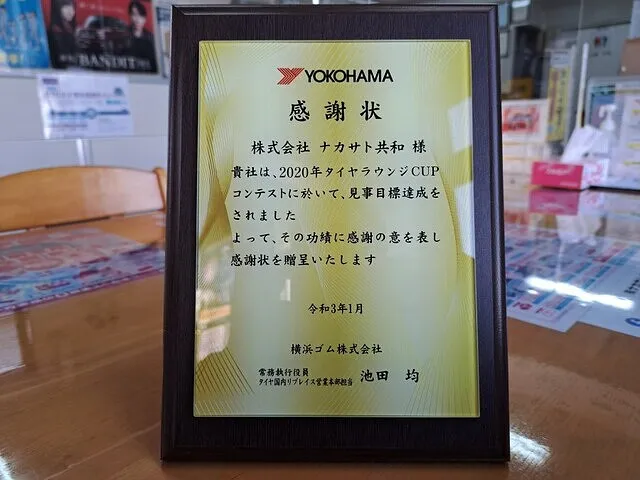 BANDIT
YOKOHAMA
感謝状
株式会社 ナカサト共和 様
貴社は、2020年タイヤラウンジCUP
コンテストに於いて、見事目標達成を
されました
よって、その功績に感謝の意を表し
感謝状を贈呈いたします
令和3年1月
横浜ゴム株式会社
常務執行役員
タイヤ国内リプレイス営業本部担当 池田 均